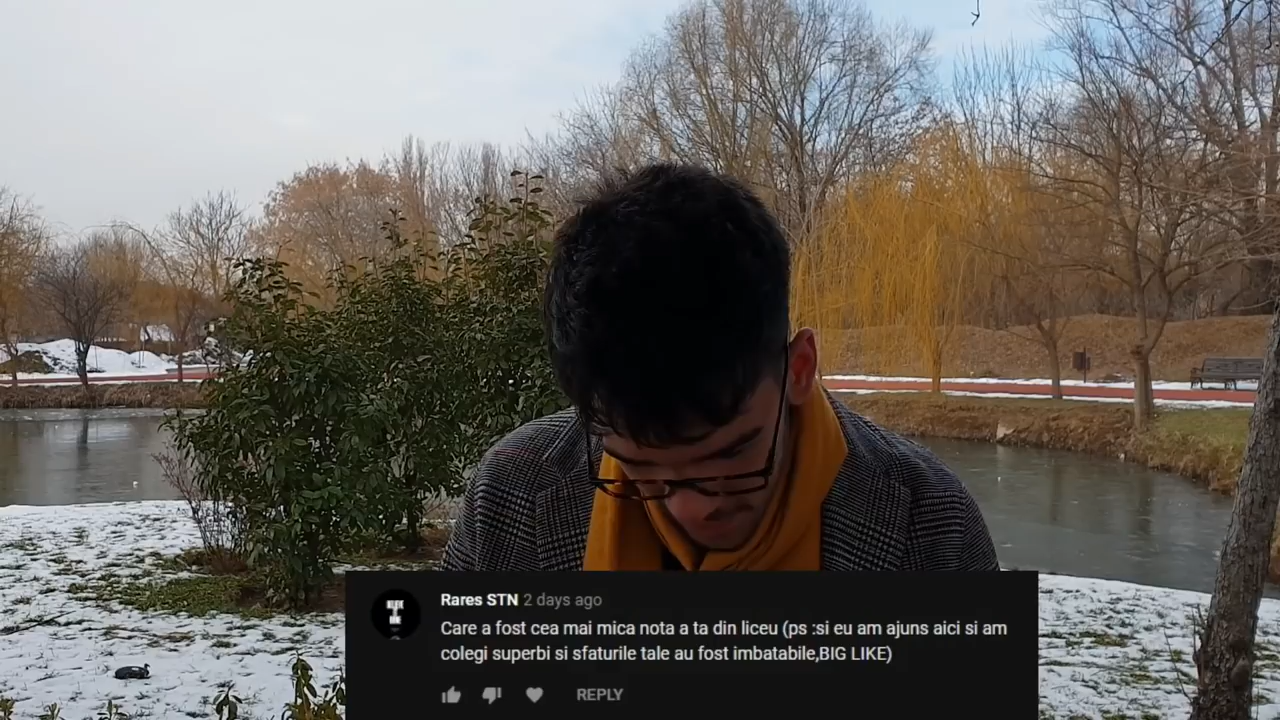 Rares STN 2 days ago
Care a fost cea mai mica nota a ta din liceu (ps :si eu am ajuns aici si am
colegi superbi si sfaturile tale au fost imbatabile,BIG LIKE)
REPLY